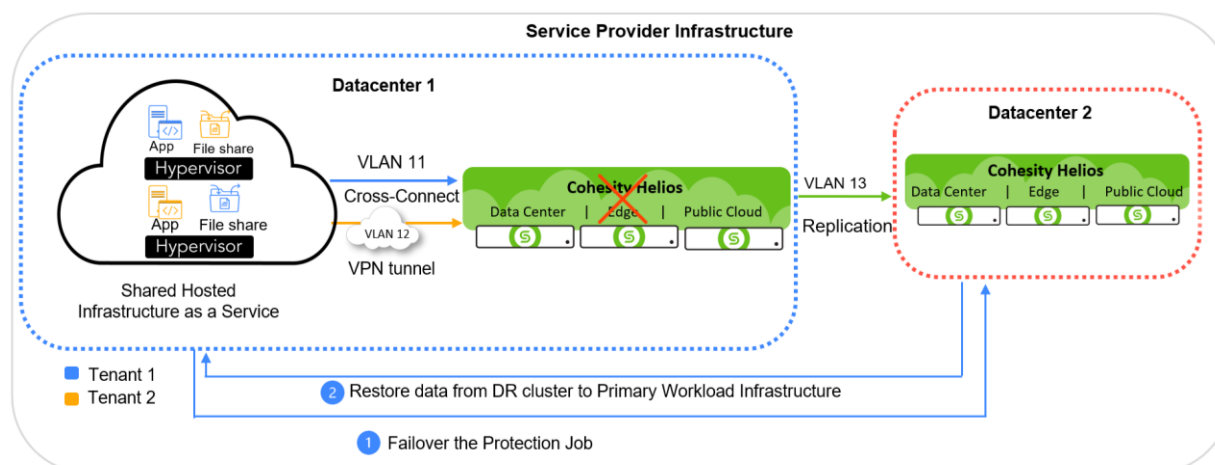 Service Provider Infrastructure
Datacenter 1
App
File share
Hypervisor
App
File share
Hypervisor
Shared Hosted
Infrastructure as a Service
VLAN 11
Cross-Connect
VLAN 12
VPN tunnel
Cohesity Helios
Data Center | Edge | Public Cloud
VLAN 13
Replication
Datacenter 2
Cohesity Helios
Data Center | Edge | Public Cloud
Tenant 1
Tenant 2
2 Restore data from DR cluster to Primary Workload Infrastructure
1 Failover the Protection Job